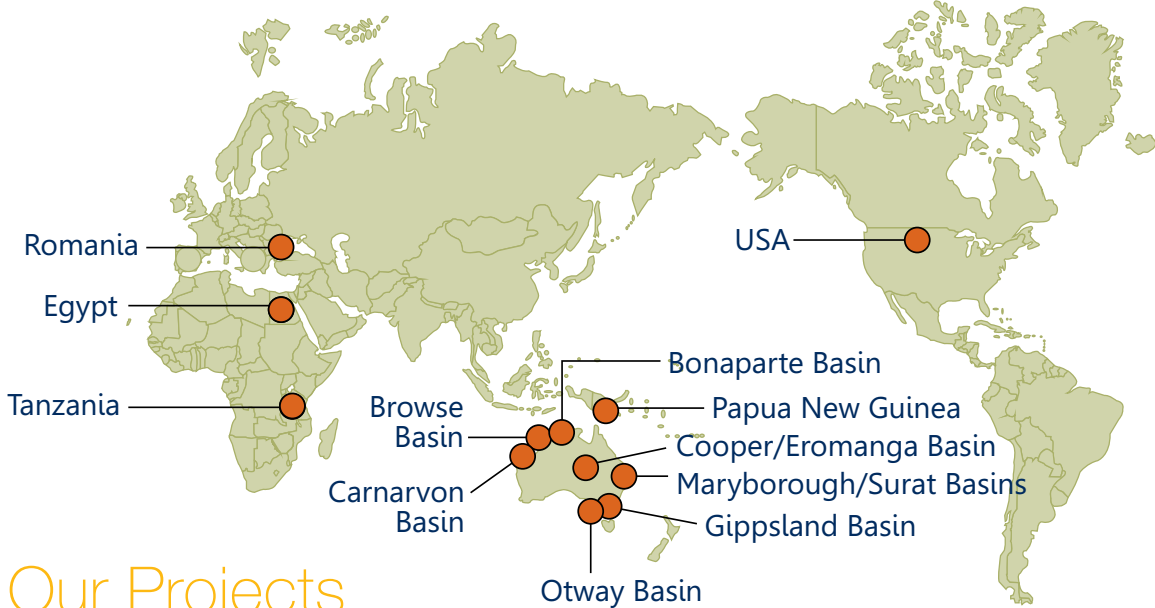 Romania
USA
Egypt
Bonaparte Basin
Tanzania
Browse
Basin
Papua New Guinea
Cooper/Eromanga Basin
Maryborough/Surat Basins
Carnarvon
Basin
Gippsland Basin
Otway Basin
Our Projects